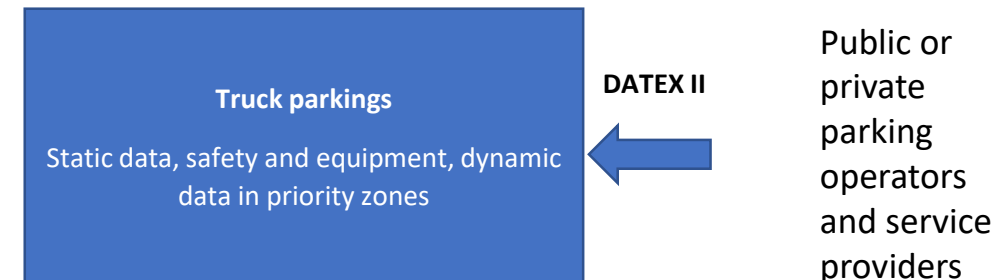 Truck parkings
Static data, safety and equipment, dynamic
data in priority zones
DATEX II
Public or
private
parking
operators
and service
providers